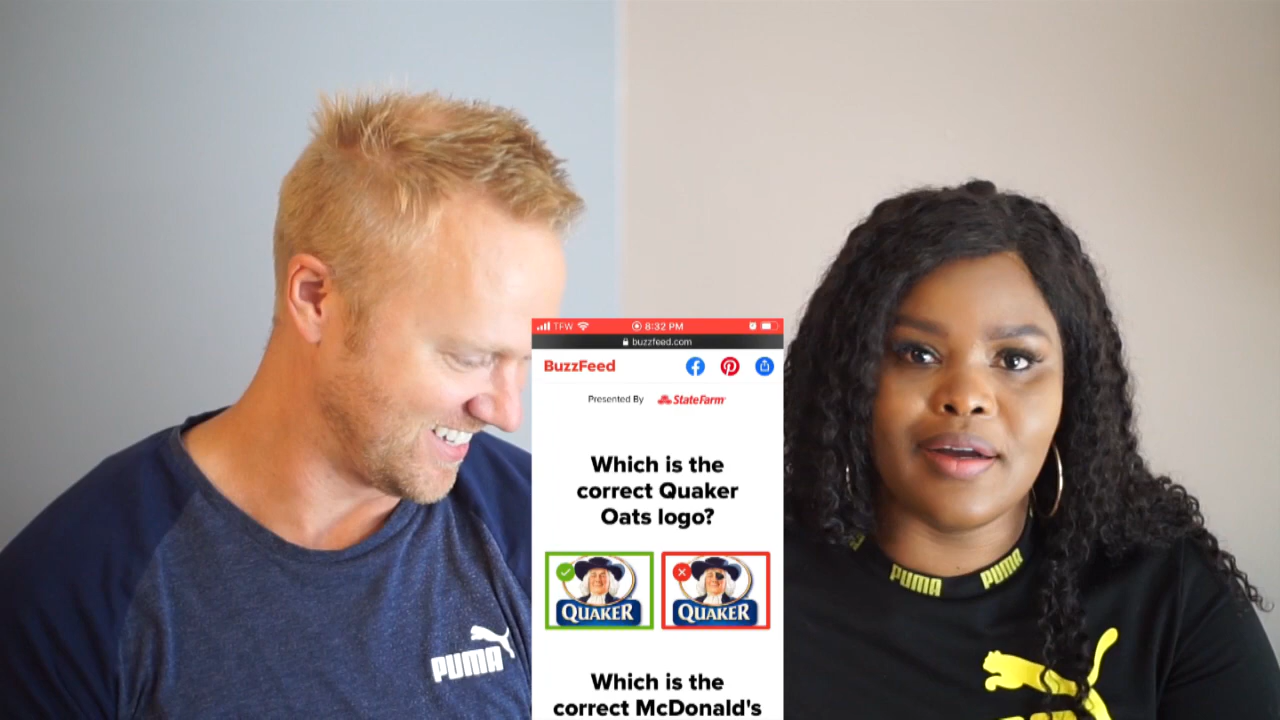 TFW 8:32 PM
buzzfeed.com
BuzzFeed
Presented By StateFarm
Which is the
correct Quaker
Oats logo?
QUAKER QUAKER
Which is the
correct McDonald's
PUMA
PUMA PUMA